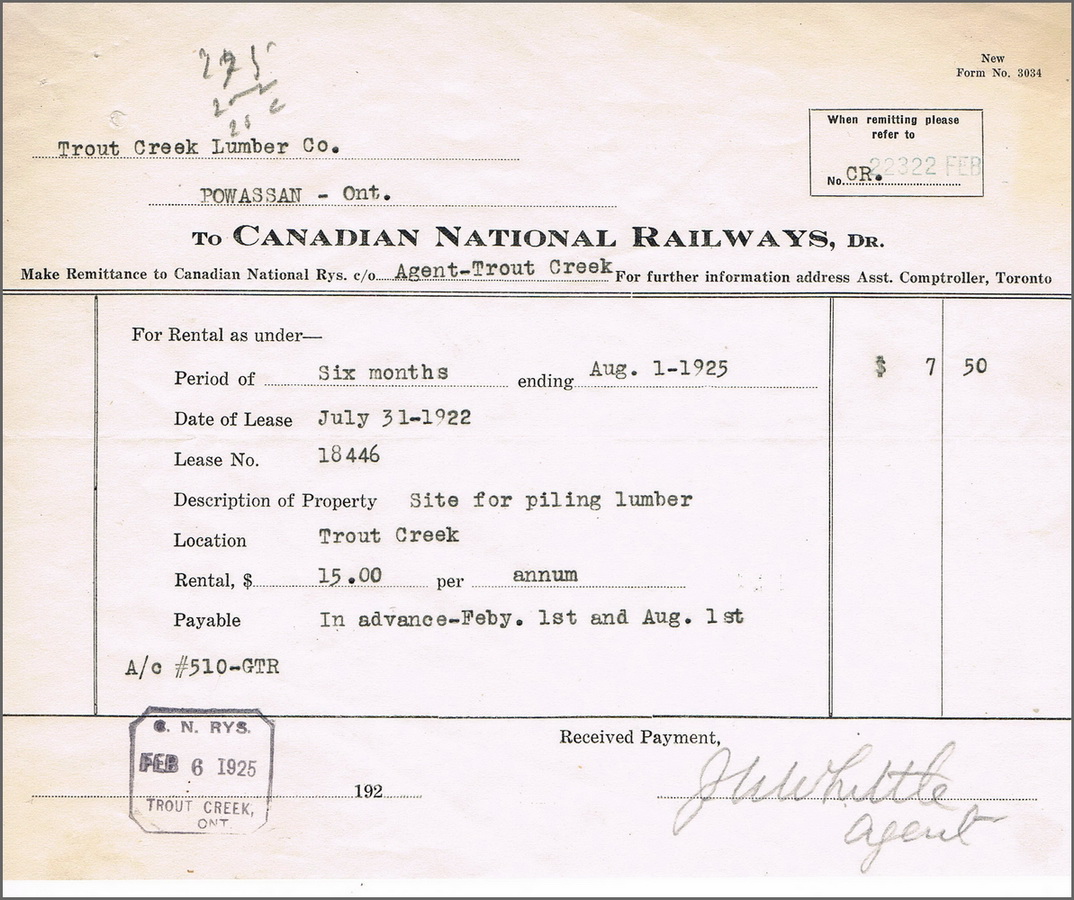 New
Form No. 3034
When remitting please
refer to
No. CR. 22322 FEB
Trout Creek Lumber Co.
POWASSAN - Ont.
To CANADIAN NATIONAL RAILWAYS, DR.
Make Remittance to Canadian National Rys. c/o Agent-Trout Creek For further information address Asst. Comptroller, Toronto
For Rental as under—
Period of Six months ending Aug. 1-1925 $ 7 50
Date of Lease July 31-1922
Lease No. 18446
Description of Property Site for piling lumber
Location Trout Creek
Rental, $ 15.00 per annum
Payable In advance-Feby. 1st and Aug. 1st
A/c #510-GTR
C. N. RYS.
FEB 6 1925
TROUT CREEK,
ONT.
192
Received Payment,
Whittle
agent